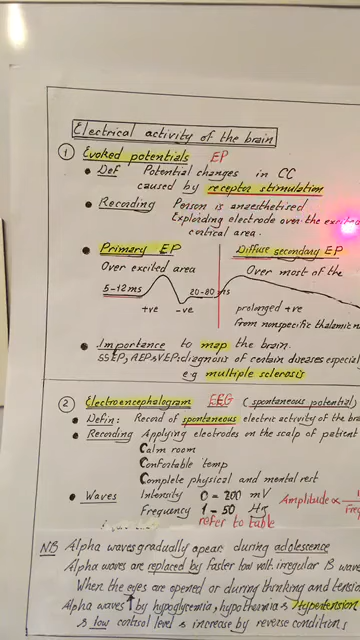 Electrical activity of the brain
① Evoked potentials EP
• Def Potential changes in CC
caused by receptor stimulation
• Recording Person is anaesthetised
Exploding electrode over the excited
cortical area.
• Primary EP Diffuse secondary EP
Over excited area Over most of the
5-12ms 20-80 ms
+ve -ve prolonged +ve
from nonspecific thalamic n
• Importance to map the brain.
SSEP, AEP & VEP: diagnosis of certain diseases especial
e.g multiple sclerosis
② Electroencephalogram EEG (spontaneous potential)
• Defin: Record of spontaneous electric activity of the bra
• Recording Applying electrodes on the scalp of patient
Calm room
Confortable temp
Complete physical and mental rest
• Waves Intensity 0-200 mV Amplitude ∝ 1/Freq
Frequency 1-50 Hz
refer to table
NB Alpha waves gradually apear during adolescence
Alpha waves are replaced by faster low volt. irregular B waves
When the eyes are opened or during thinking and tension
Alpha waves ↑ by hypoglycemia, hypothermia & Hypertension
& low cortisol level & increase by reverse conditions